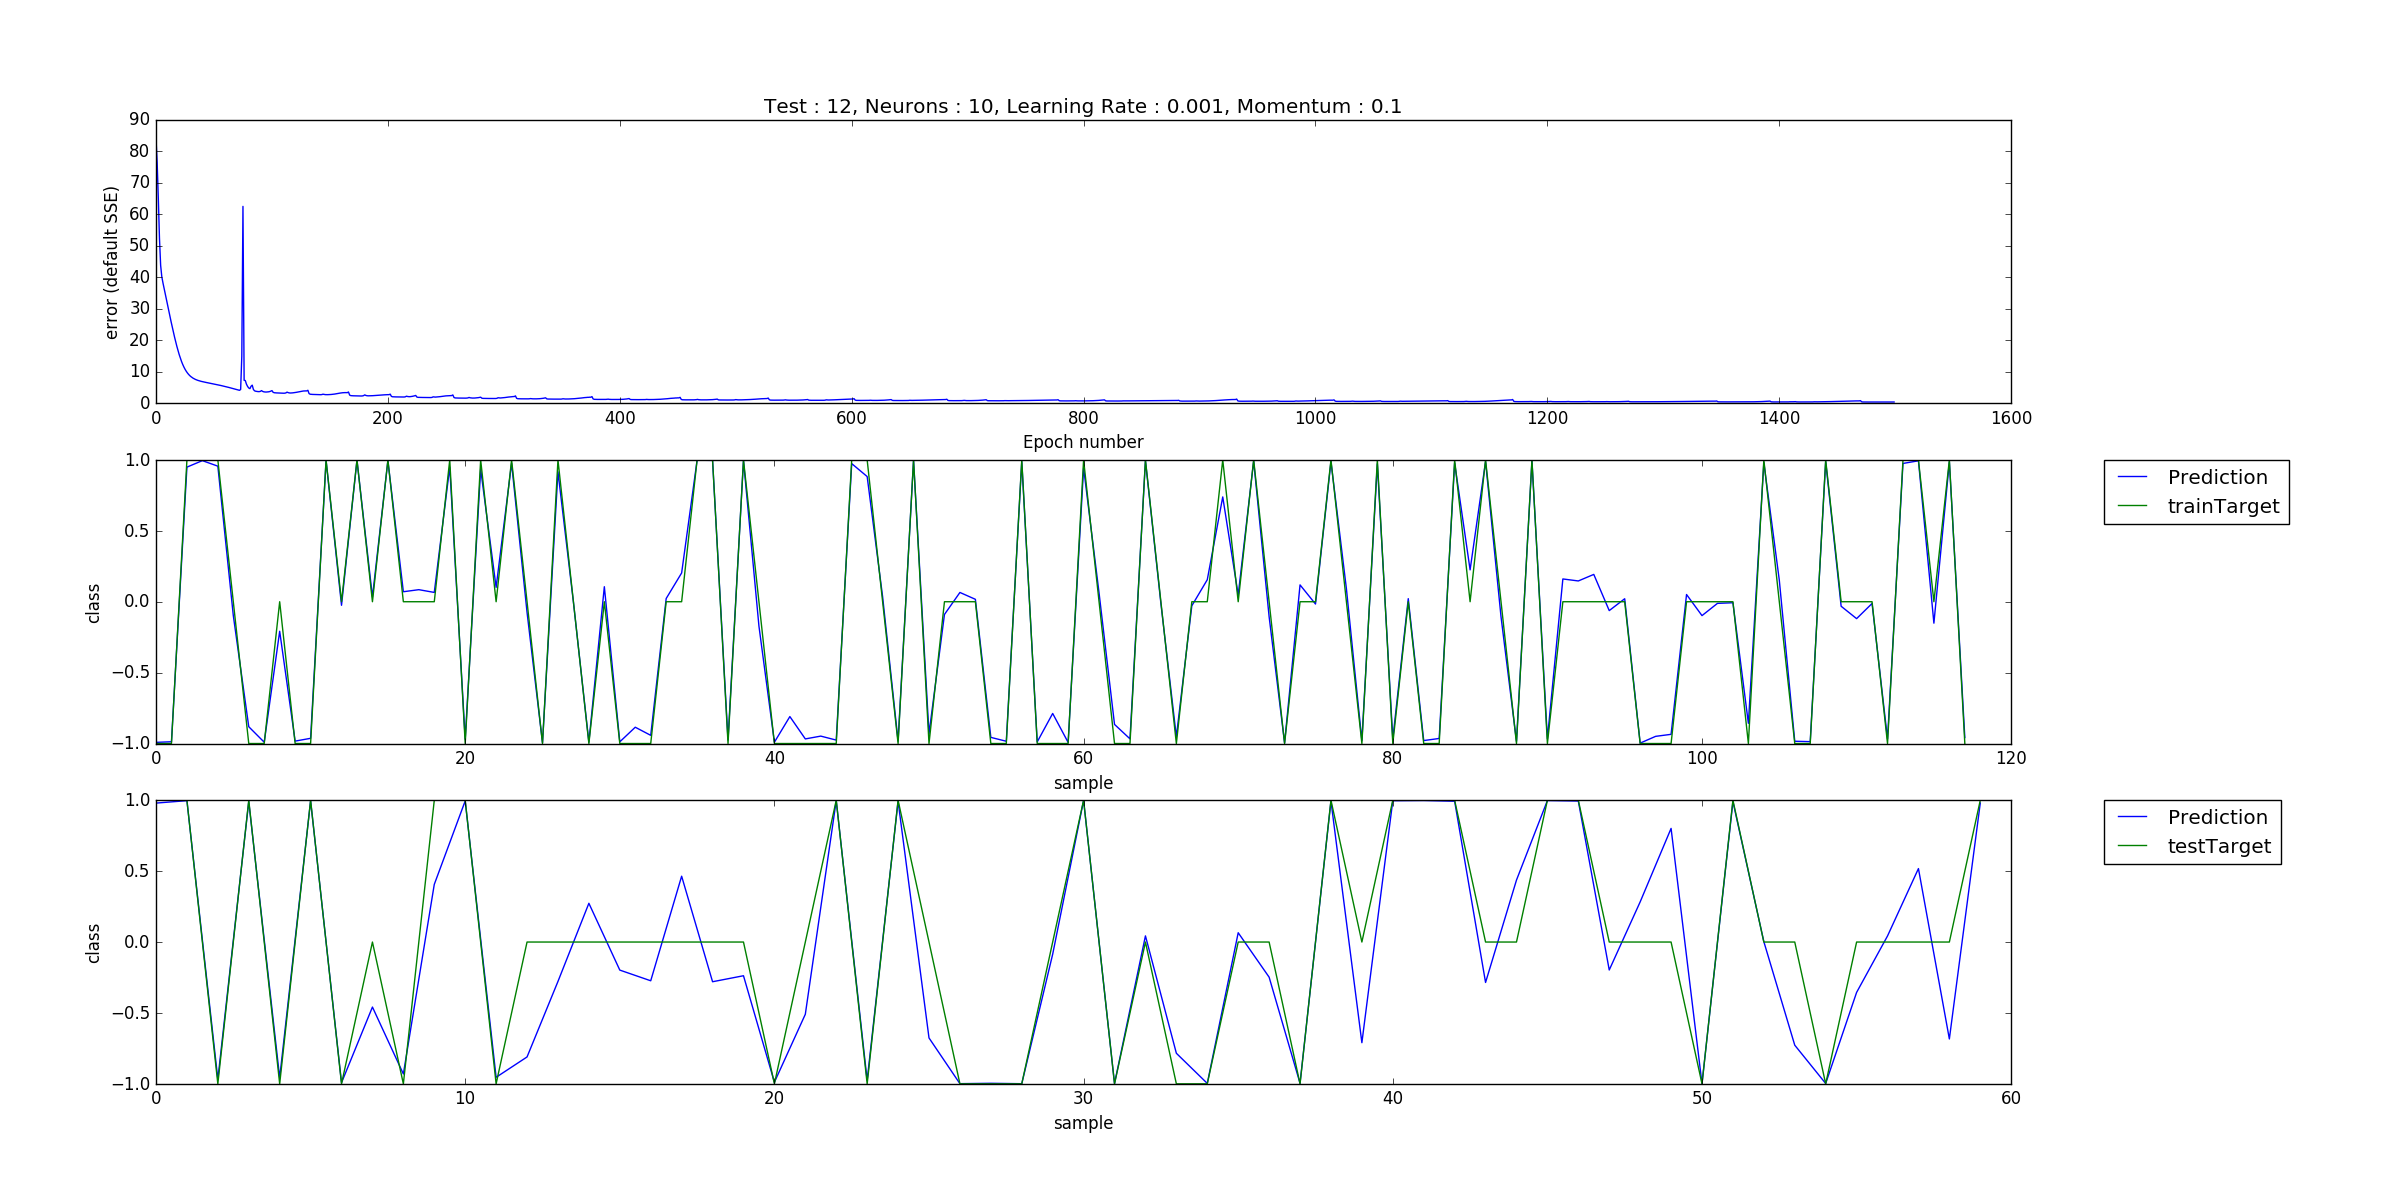 Test : 12, Neurons : 10, Learning Rate : 0.001, Momentum : 0.1
90
80
70
60
50
40
30
20
10
0
error (default SSE)
0 200 400 600 800 1000 1200 1400 1600
Epoch number
1.0
0.5
0.0
−0.5
−1.0
class
0 20 40 60 80 100 120
sample
Prediction
trainTarget
1.0
0.5
0.0
−0.5
−1.0
class
0 10 20 30 40 50 60
sample
Prediction
testTarget